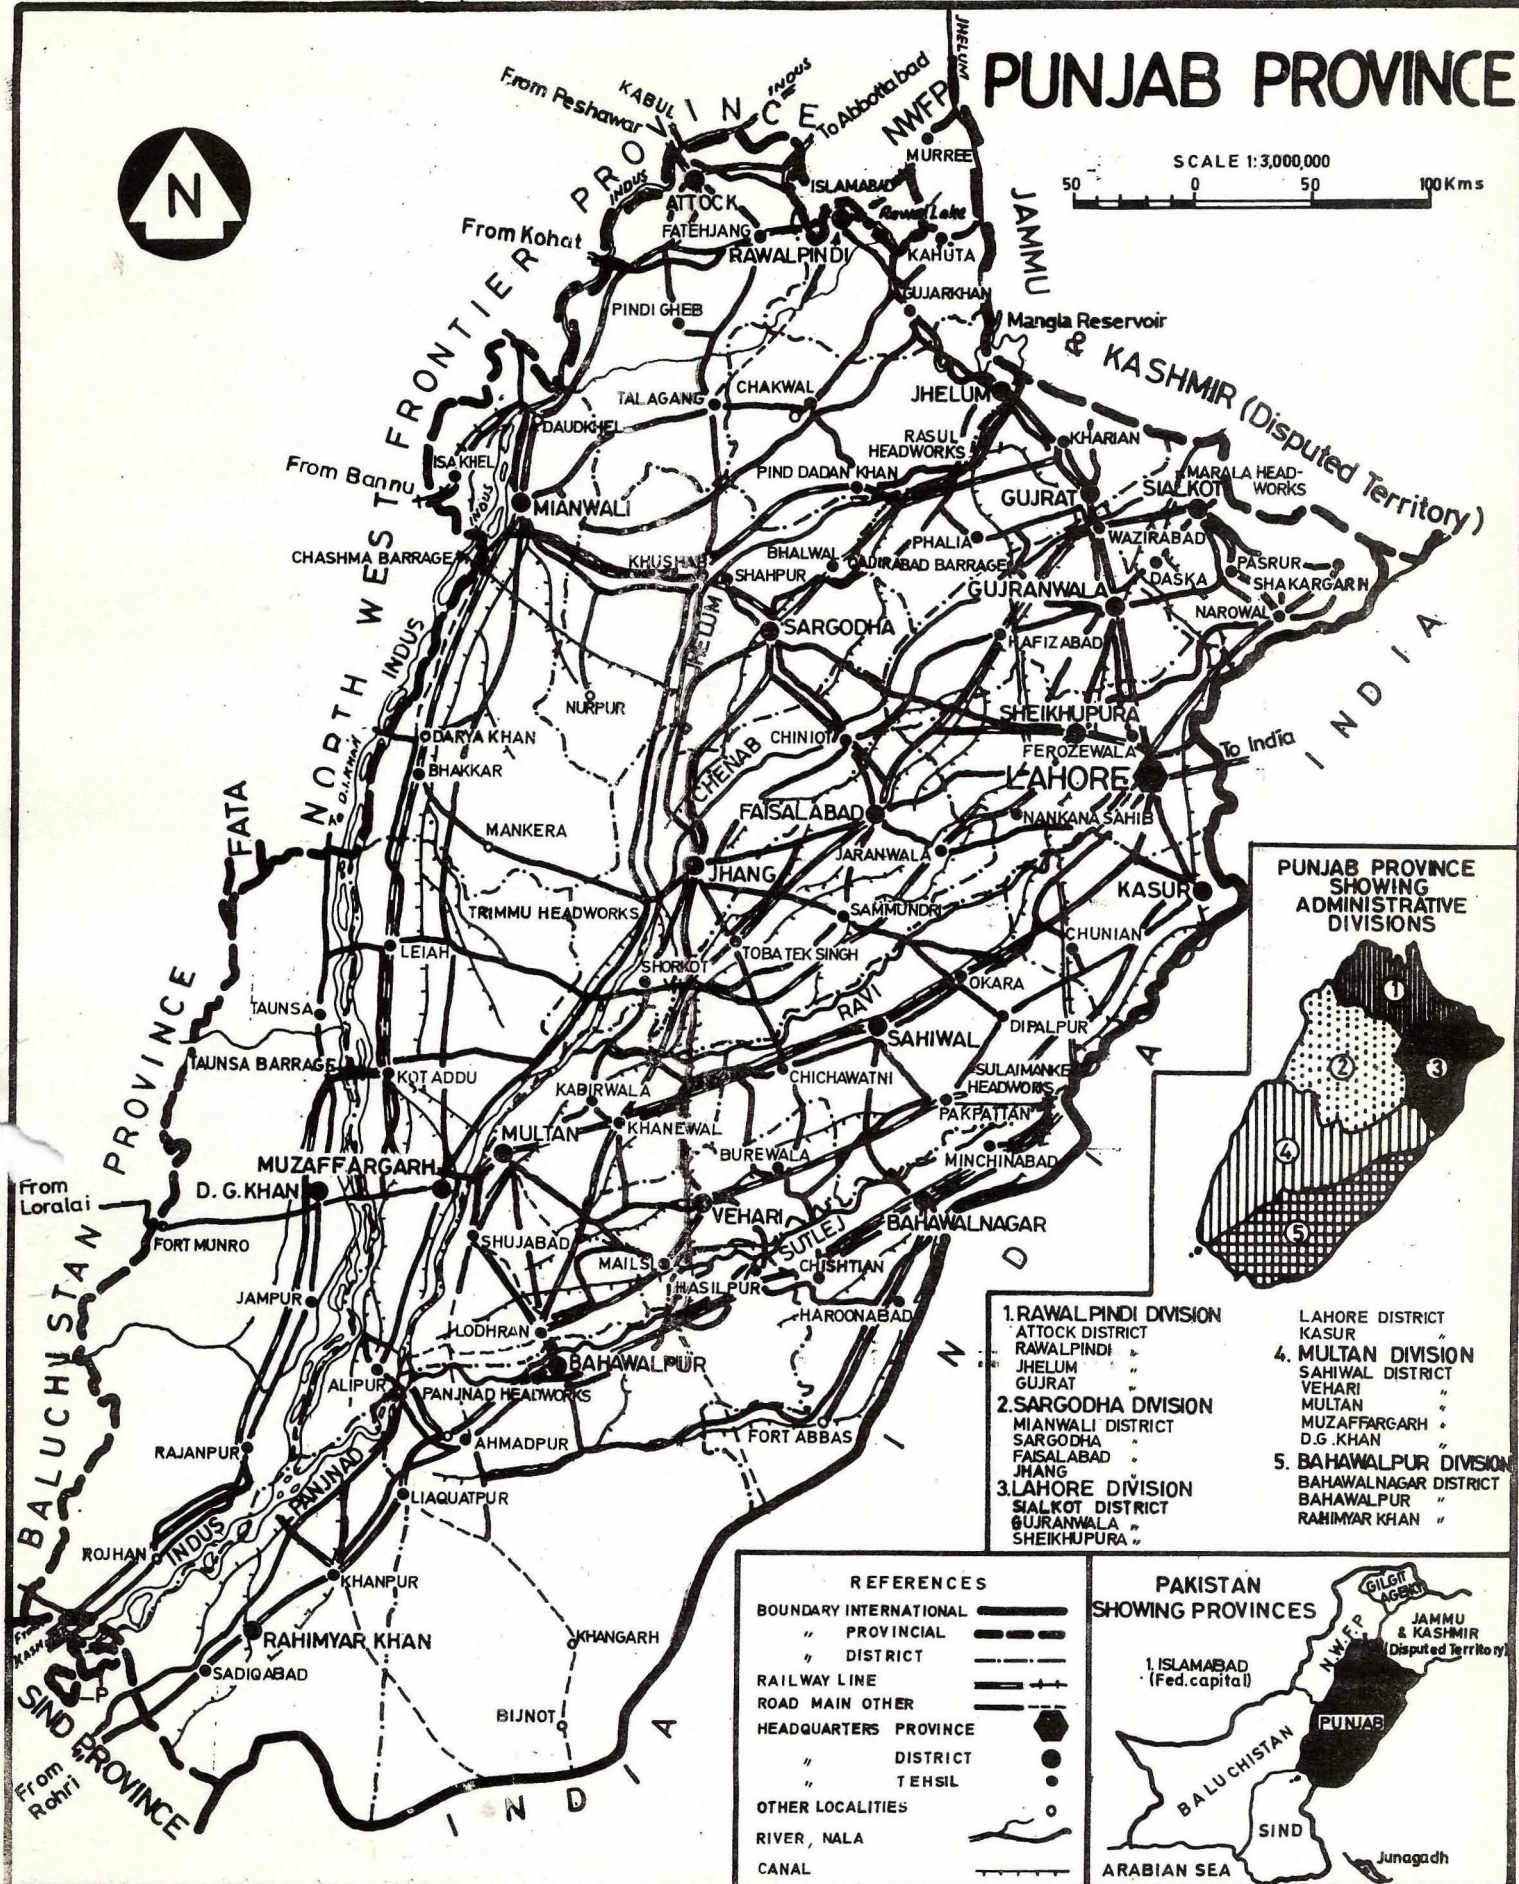 PUNJAB PROVINCE
SCALE 1:3,000,000
50 0 50 100 Kms
N
From Peshawar
KABUL
INDUS
To Abbottabad
NWFP
JHELUM
MURREE
ISLAMABAD
Rawal Lake
INDUS
ATTOCK
FATEHJANG
RAWALPINDI
KAHUTA
From Kohat
GUJARKHAN
PINDI GHEB
Mangla Reservoir
JAMMU & KASHMIR (Disputed Territory)
NORTH WEST FRONTIER PROVINCE
TALAGANG
CHAKWAL
JHELUM
DAUDKHEL
RASUL
HEADWORKS
KHARIAN
ISAKHEL
From Bannu
INDUS
PIND DADAN KHAN
MARALA HEAD-
WORKS
SIALKOT
GUJRAT
MIANWALI
WAZIRABAD
PHALIA
CHASHMA BARRAGE
KHUSHAB
BHALWAL
QADIRABAD BARRAGE
SHAHPUR
DASKA
PASRUR
SHAKARGARH
GUJRANWALA
NAROWAL
SARGODHA
HAFIZABAD
INDUS
JHELUM
NURPUR
SHEIKHUPURA
CHINIOT
FEROZEWALA
To India
INDIA
DARYA KHAN
D.I.KHAN
BHAKKAR
CHENAB
LAHORE
FATA
FAISALABAD
NANKANA SAHIB
MANKERA
JARANWALA
JHANG
KASUR
TRIMMU HEADWORKS
SAMMUNDRI
CHUNIAN
LEIAH
TOBA TEK SINGH
SHORKOT
OKARA
TAUNSA
RAVI
DIPALPUR
SAHIWAL
TAUNSA BARRAGE
KOT ADDU
CHICHAWATNI
SULAIMANKE
HEADWORKS
KABIRWALA
PAKPATTAN
KHANEWAL
MULTAN
BUREWALA
MINCHINABAD
MUZAFFARGARH
D. G. KHAN
From
Loralai
VEHARI
BAHAWALNAGAR
FORT MUNRO
SHUJABAD
SUTLEJ
MAILSI
CHISHTIAN
HASILPUR
JAMPUR
HAROONABAD
LODHRAN
BAHAWALPUR
ALIPUR
PANJNAD HEADWORKS
FORT ABBAS
AHMADPUR
RAJANPUR
PANJNAD
LIAQUATPUR
BALUCHUSTAN PROVINCE
ROJHAN
INDUS
KHANPUR
RAHIMYAR KHAN
KHANGARH
SADIQABAD
BIJNOT
SIND PROVINCE
From
Rohri
INDIA
INDIA
PUNJAB PROVINCE
SHOWING
ADMINISTRATIVE
DIVISIONS
1
2
3
4
5
1. RAWALPINDI DIVISION
ATTOCK DISTRICT
RAWALPINDI "
JHELUM "
GUJRAT "
2. SARGODHA DIVISION
MIANWALI DISTRICT
SARGODHA "
FAISALABAD "
JHANG "
3. LAHORE DIVISION
SIALKOT DISTRICT
GUJRANWALA "
SHEIKHUPURA "
LAHORE DISTRICT
KASUR "
4. MULTAN DIVISION
SAHIWAL DISTRICT
VEHARI "
MULTAN "
MUZAFFARGARH "
D.G.KHAN "
5. BAHAWALPUR DIVISION
BAHAWALNAGAR DISTRICT
BAHAWALPUR "
RAHIMYAR KHAN "
REFERENCES
BOUNDARY INTERNATIONAL
" PROVINCIAL
" DISTRICT
RAILWAY LINE
ROAD MAIN OTHER
HEADQUARTERS PROVINCE
" DISTRICT
" TEHSIL
OTHER LOCALITIES
RIVER, NALA
CANAL
PAKISTAN
SHOWING PROVINCES
GILGIT
AGENCY
JAMMU
& KASHMIR
(Disputed Territory)
N.W.F.P
1. ISLAMABAD
(Fed.capital)
PUNJAB
BALUCHISTAN
SIND
ARABIAN SEA
Junagadh